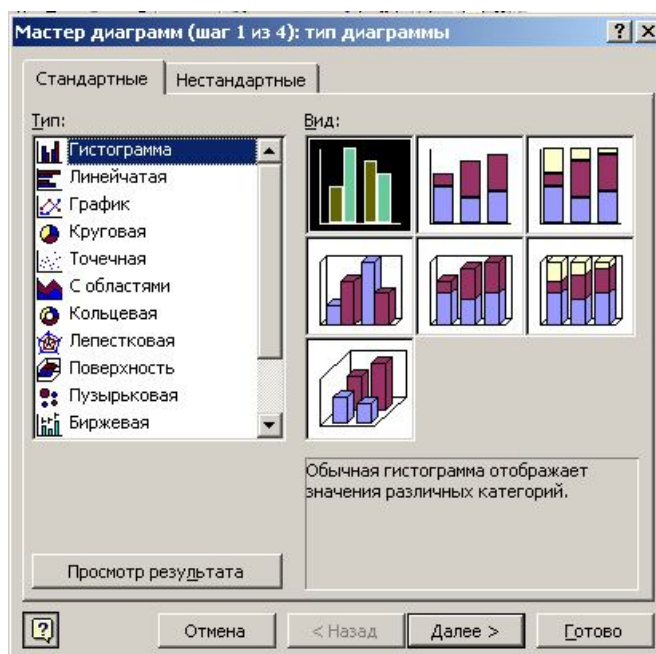 Мастер диаграмм (шаг 1 из 4): тип диаграммы
Стандартные Нестандартные
Тип:
Гистограмма
Линейчатая
График
Круговая
Точечная
С областями
Кольцевая
Лепестковая
Поверхность
Пузырьковая
Биржевая
Вид:
Обычная гистограмма отображает
значения различных категорий.
Просмотр результата
Отмена < Назад Далее > Готово